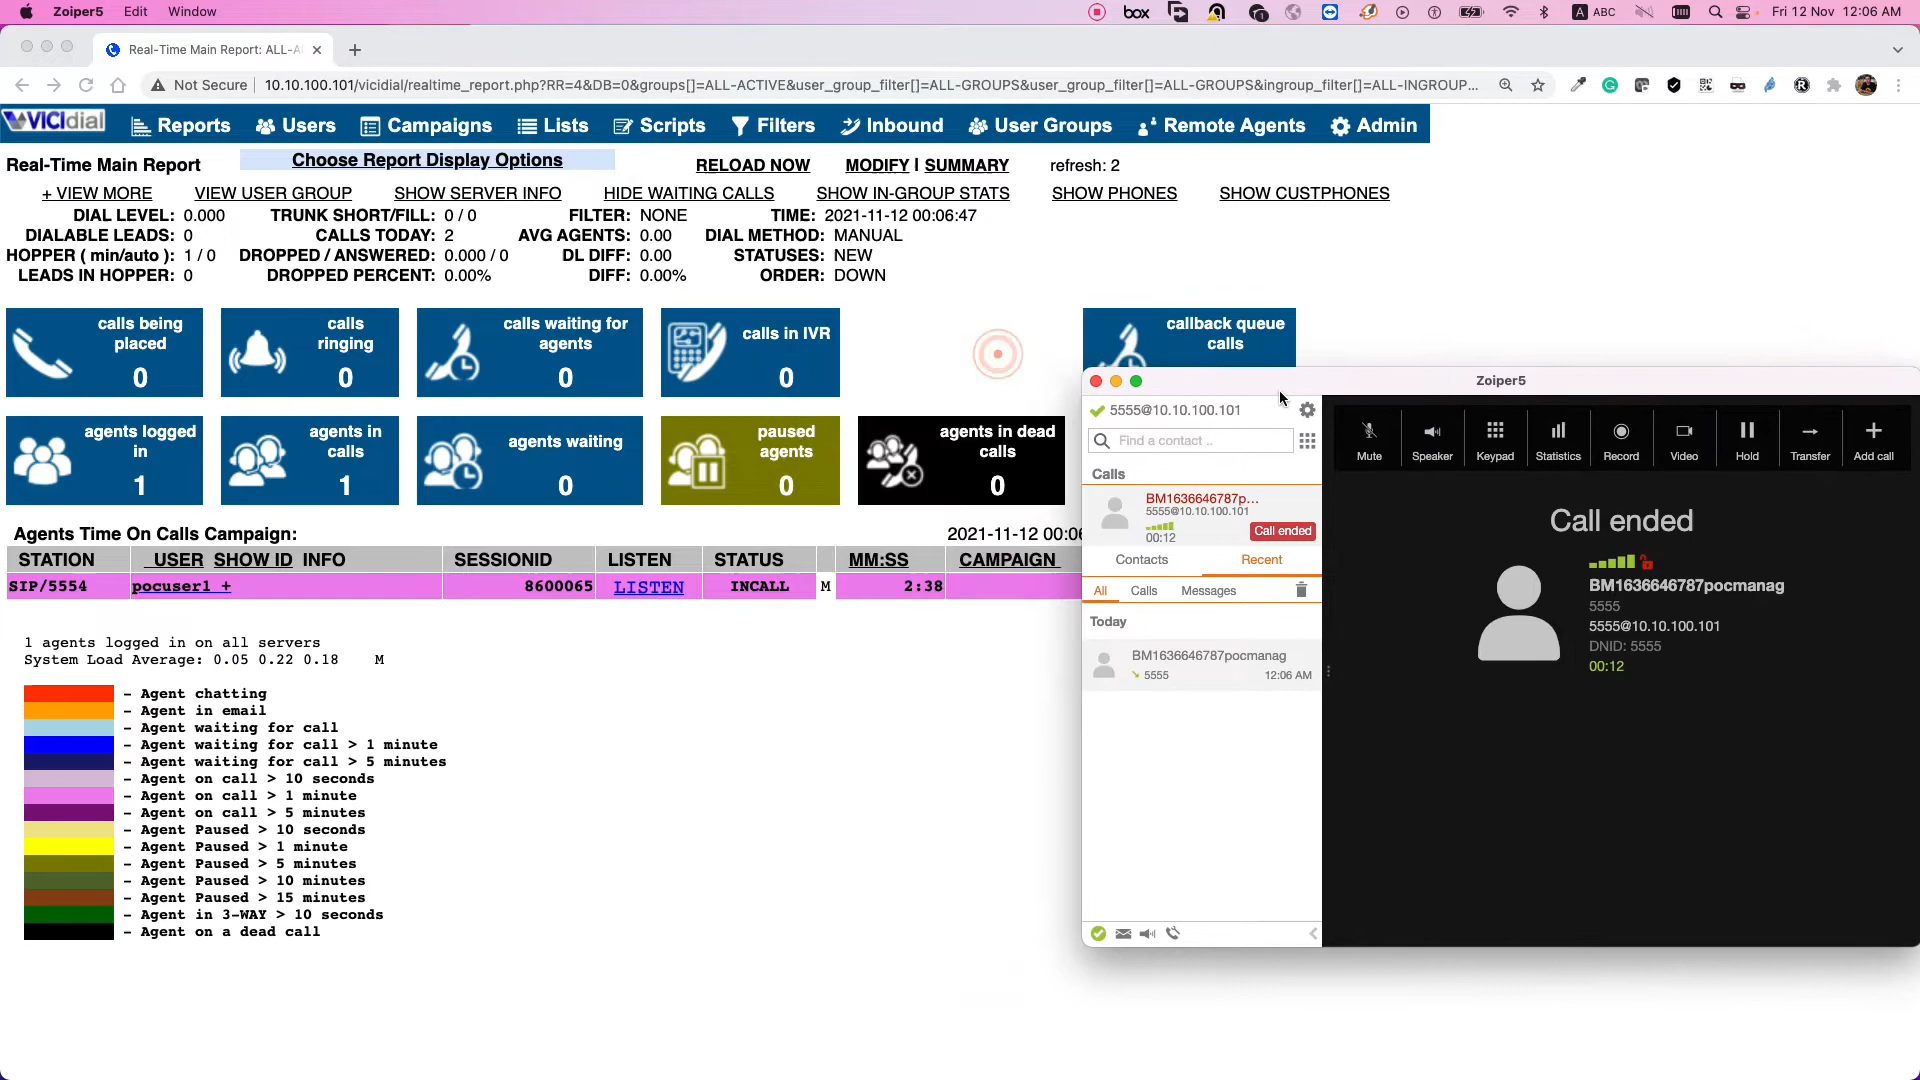 Zoiper5 Edit Window box A ABC Fri 12 Nov 12:06 AM
Real-Time Main Report: ALL-A
Not Secure 10.10.100.101/vicidial/realtime_report.php?RR=4&DB=0&groups[]=ALL-ACTIVE&user_group_filter[]=ALL-GROUPS&user_group_filter[]=ALL-GROUPS&ingroup_filter[]=ALL-INGROUP...
VICIdial Reports Users Campaigns Lists Scripts Filters Inbound User Groups Remote Agents Admin
Real-Time Main Report Choose Report Display Options RELOAD NOW MODIFY | SUMMARY refresh: 2
+ VIEW MORE VIEW USER GROUP SHOW SERVER INFO HIDE WAITING CALLS SHOW IN-GROUP STATS SHOW PHONES SHOW CUSTPHONES
DIAL LEVEL: 0.000 TRUNK SHORT/FILL: 0 / 0 FILTER: NONE TIME: 2021-11-12 00:06:47
DIALABLE LEADS: 0 CALLS TODAY: 2 AVG AGENTS: 0.00 DIAL METHOD: MANUAL
HOPPER ( min/auto ): 1 / 0 DROPPED / ANSWERED: 0.000 / 0 DL DIFF: 0.00 STATUSES: NEW
LEADS IN HOPPER: 0 DROPPED PERCENT: 0.00% DIFF: 0.00% ORDER: DOWN
calls being placed 0
calls ringing 0
calls waiting for agents 0
calls in IVR 0
callback queue calls
agents logged in 1
agents in calls 1
agents waiting 0
paused agents 0
agents in dead calls 0
Agents Time On Calls Campaign: 2021-11-12 00:06
STATION USER SHOW ID INFO SESSIONID LISTEN STATUS MM:SS CAMPAIGN
SIP/5554 pocuser1 + 8600065 LISTEN INCALL M 2:38
1 agents logged in on all servers
System Load Average: 0.05 0.22 0.18 M
- Agent chatting
- Agent in email
- Agent waiting for call
- Agent waiting for call > 1 minute
- Agent waiting for call > 5 minutes
- Agent on call > 10 seconds
- Agent on call > 1 minute
- Agent on call > 5 minutes
- Agent Paused > 10 seconds
- Agent Paused > 1 minute
- Agent Paused > 5 minutes
- Agent Paused > 10 minutes
- Agent Paused > 15 minutes
- Agent in 3-WAY > 10 seconds
- Agent on a dead call
Zoiper5
5555@10.10.100.101
Find a contact ..
Calls
BM1636646787p...
5555@10.10.100.101
00:12 Call ended
Contacts Recent
All Calls Messages
Today
BM1636646787pocmanag
5555 12:06 AM
Mute Speaker Keypad Statistics Record Video Hold Transfer Add call
Call ended
BM1636646787pocmanag
5555
5555@10.10.100.101
DNID: 5555
00:12